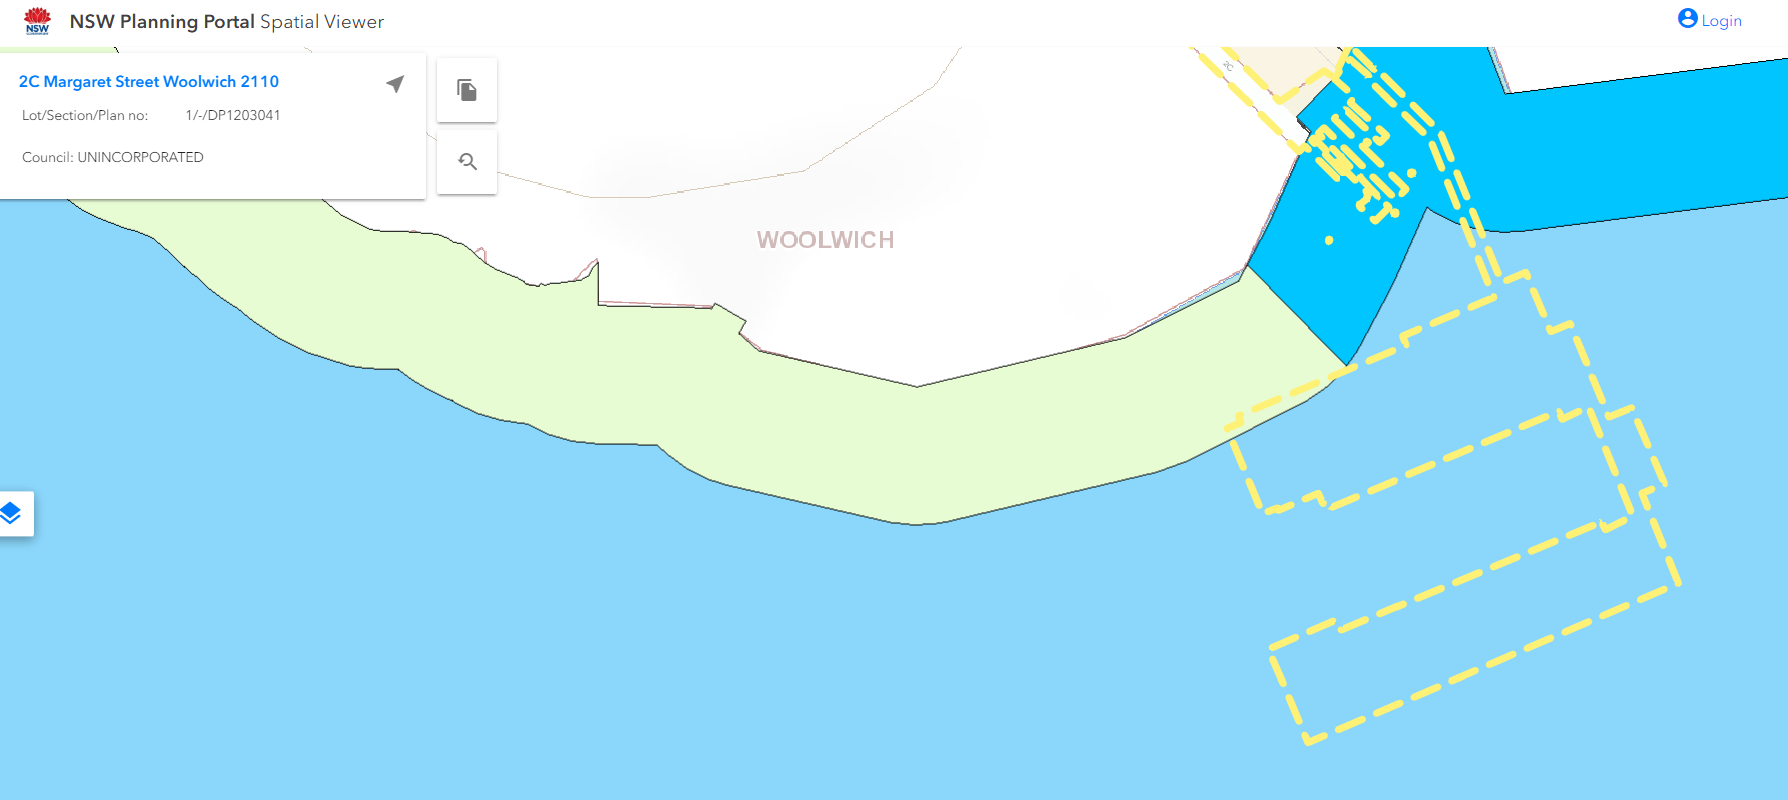 NSW Planning Portal Spatial Viewer
Login
2C Margaret Street Woolwich 2110
Lot/Section/Plan no: 1/-/DP1203041
Council: UNINCORPORATED
2C
WOOLWICH
NSW